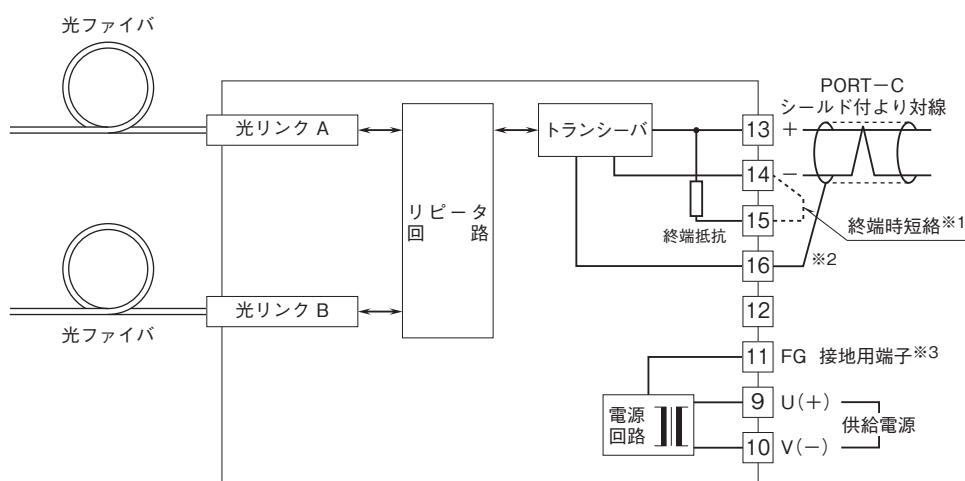 光ファイバ
PORT－C
シールド付より対線
光リンク A
トランシーバ
13 ＋
14 －
リピータ
回　　路
15
終端抵抗
終端時短絡※1
16
※2
光リンク B
12
光ファイバ
11 FG 接地用端子※3
電源
回路
9 U(＋)
供給電源
10 V(－)